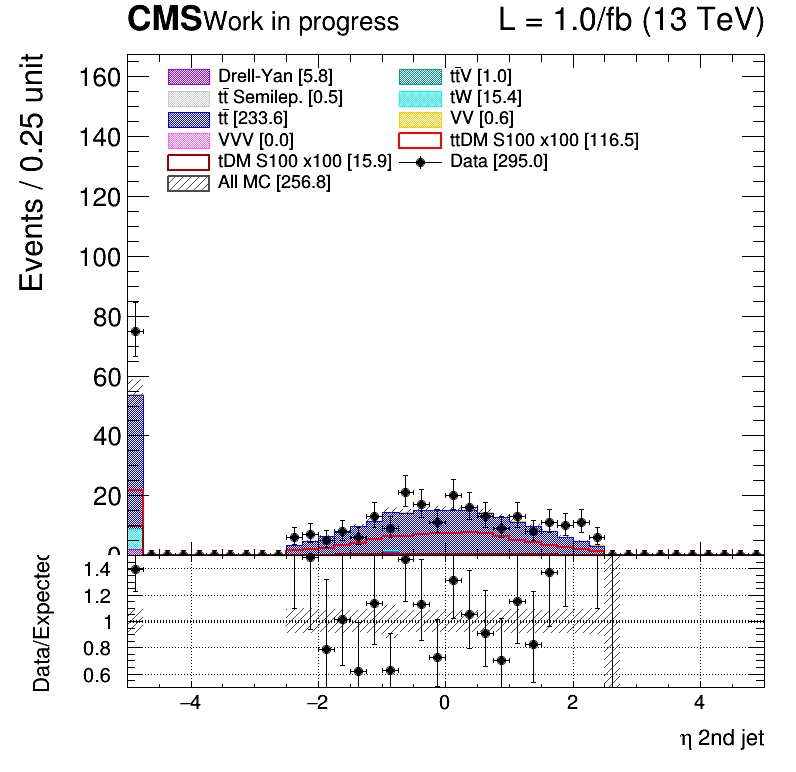 CMS Work in progress L = 1.0/fb (13 TeV)
Events / 0.25 unit
160
140
120
100
80
60
40
20
0
Drell-Yan [5.8] tt̄V [1.0]
tt̄ Semilep. [0.5] tW [15.4]
tt̄ [233.6] VV [0.6]
VVV [0.0] ttDM S100 x100 [116.5]
tDM S100 x100 [15.9] Data [295.0]
All MC [256.8]
Data/Expected
1.4
1.2
1
0.8
0.6
−4 −2 0 2 4
η 2nd jet